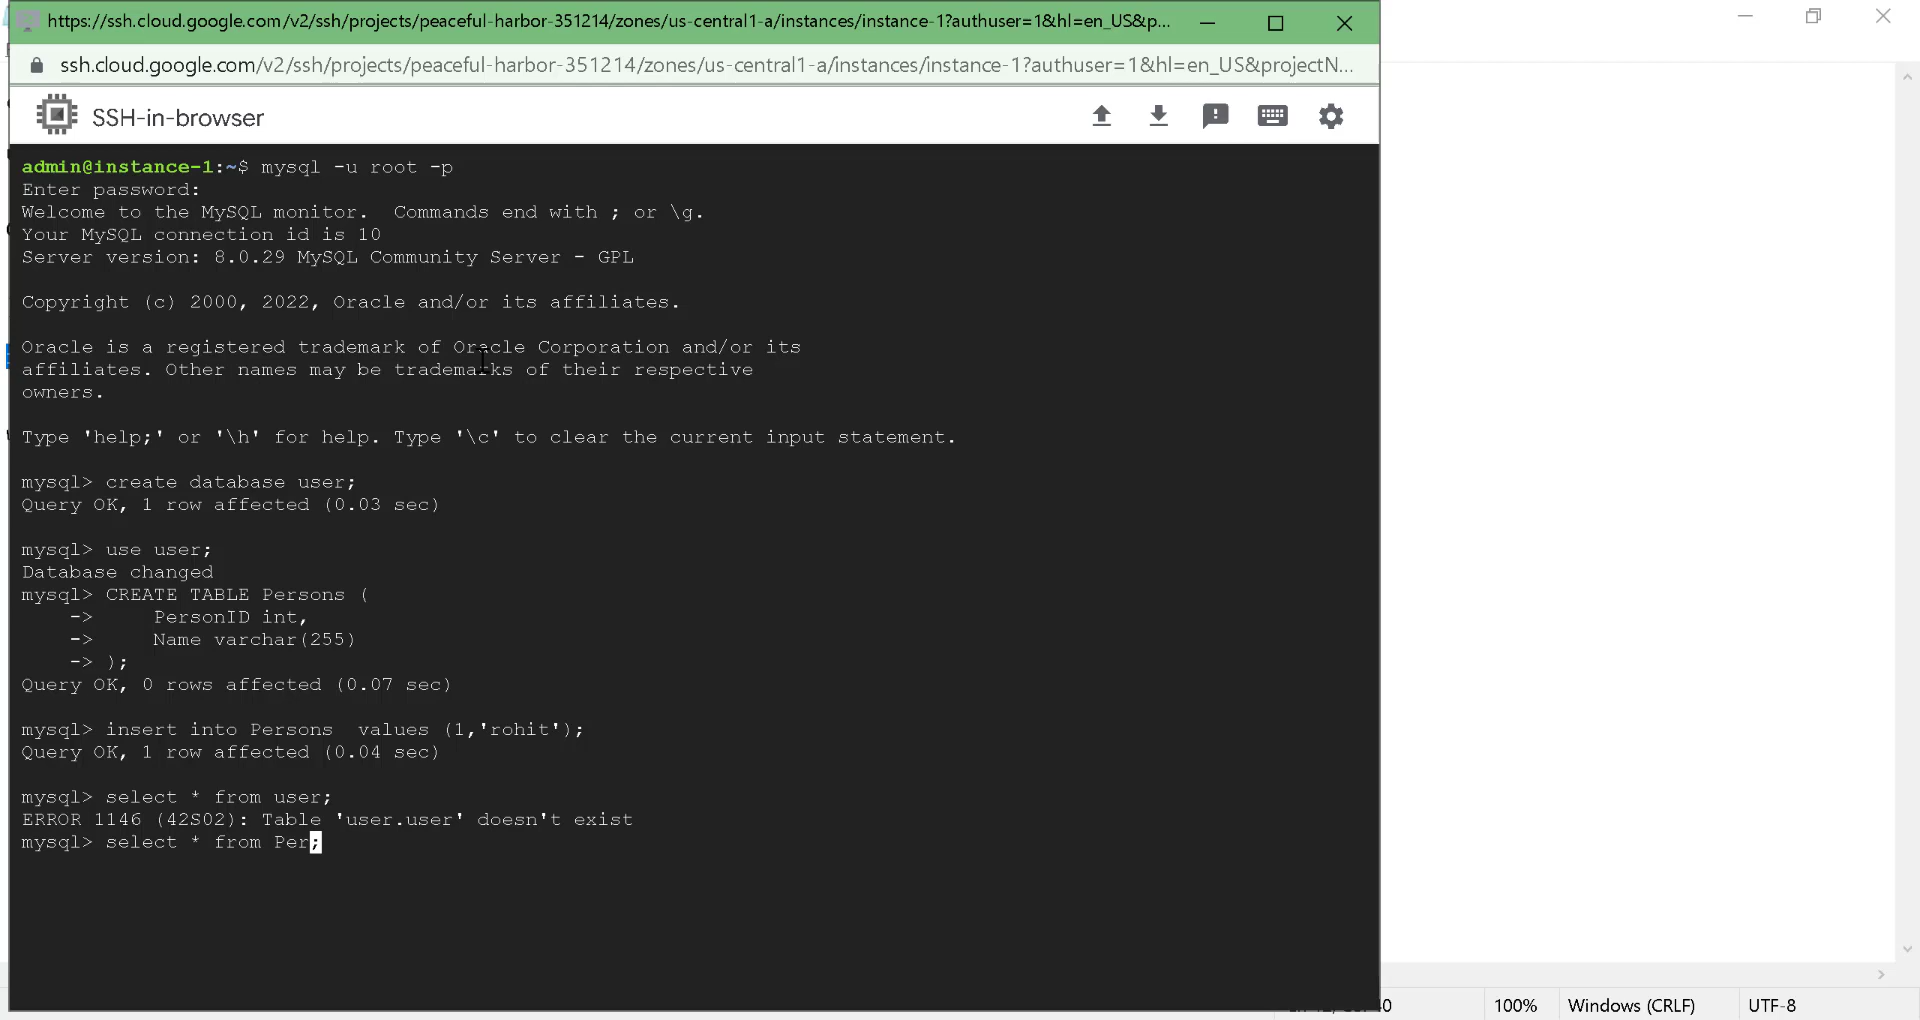 https://ssh.cloud.google.com/v2/ssh/projects/peaceful-harbor-351214/zones/us-central1-a/instances/instance-1?authuser=1&hl=en_US&p...
ssh.cloud.google.com/v2/ssh/projects/peaceful-harbor-351214/zones/us-central1-a/instances/instance-1?authuser=1&hl=en_US&projectN...
SSH-in-browser
admin@instance-1:~$ mysql -u root -p
Enter password:
Welcome to the MySQL monitor.  Commands end with ; or \g.
Your MySQL connection id is 10
Server version: 8.0.29 MySQL Community Server - GPL
Copyright (c) 2000, 2022, Oracle and/or its affiliates.
Oracle is a registered trademark of Oracle Corporation and/or its
affiliates. Other names may be trademarks of their respective
owners.
Type 'help;' or '\h' for help. Type '\c' to clear the current input statement.
mysql> create database user;
Query OK, 1 row affected (0.03 sec)
mysql> use user;
Database changed
mysql> CREATE TABLE Persons (
    ->     PersonID int,
    ->     Name varchar(255)
    -> );
Query OK, 0 rows affected (0.07 sec)
mysql> insert into Persons  values (1,'rohit');
Query OK, 1 row affected (0.04 sec)
mysql> select * from user;
ERROR 1146 (42S02): Table 'user.user' doesn't exist
mysql> select * from Per;
100% Windows (CRLF) UTF-8